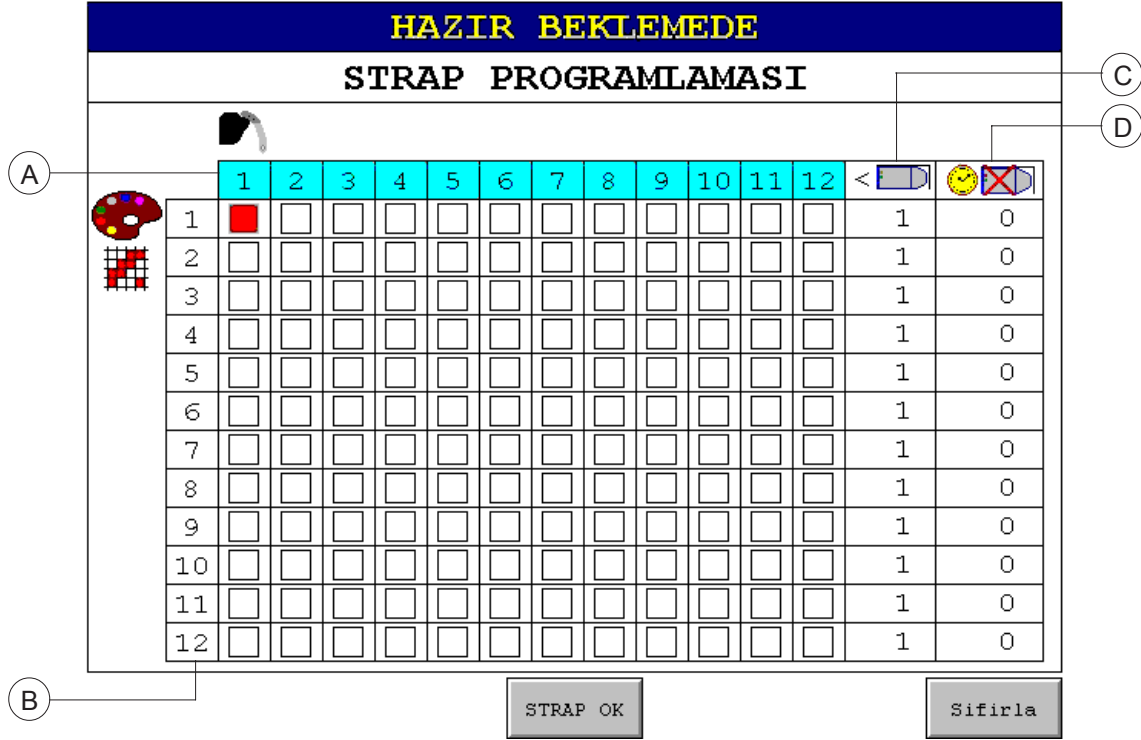 HAZIR BEKLEMEDE
STRAP PROGRAMLAMASI
C
D
A
1 2 3 4 5 6 7 8 9 10 11 12 <
1 1 0
2 1 0
3 1 0
4 1 0
5 1 0
6 1 0
7 1 0
8 1 0
9 1 0
10 1 0
11 1 0
12 1 0
B
STRAP OK Sifirla